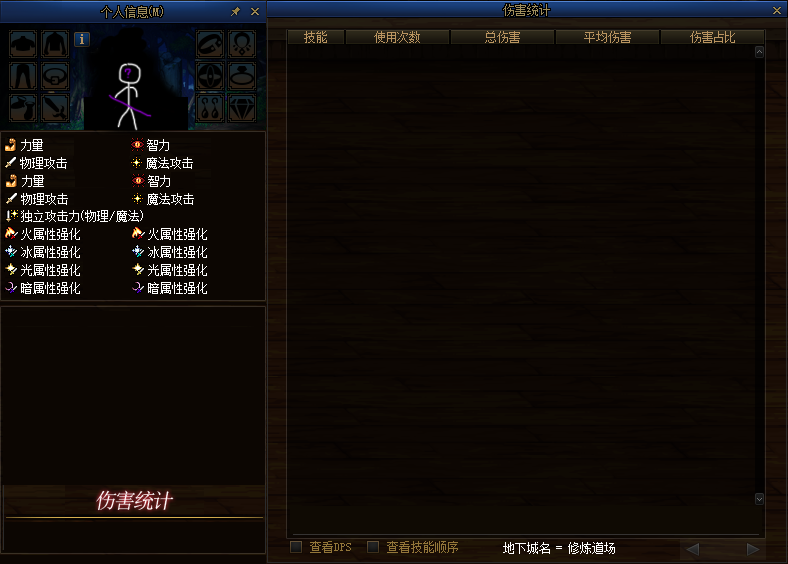 个人信息(M)
伤害统计
技能 使用次数 总伤害 平均伤害 伤害占比
i
?
力量 智力
物理攻击 魔法攻击
力量 智力
物理攻击 魔法攻击
独立攻击力(物理/魔法)
火属性强化 火属性强化
冰属性强化 冰属性强化
光属性强化 光属性强化
暗属性强化 暗属性强化
伤害统计
查看DPS 查看技能顺序 地下城名 = 修炼道场